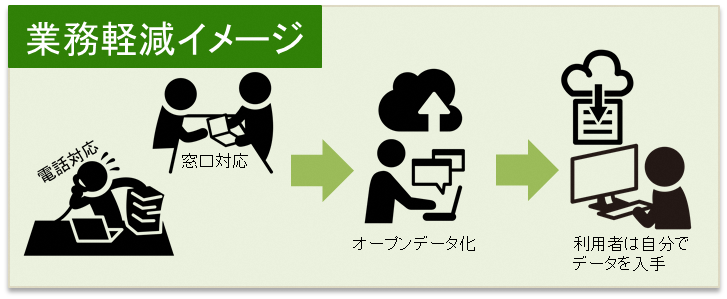 業務軽減イメージ
電話対応
窓口対応
オープンデータ化
利用者は自分で
データを入手